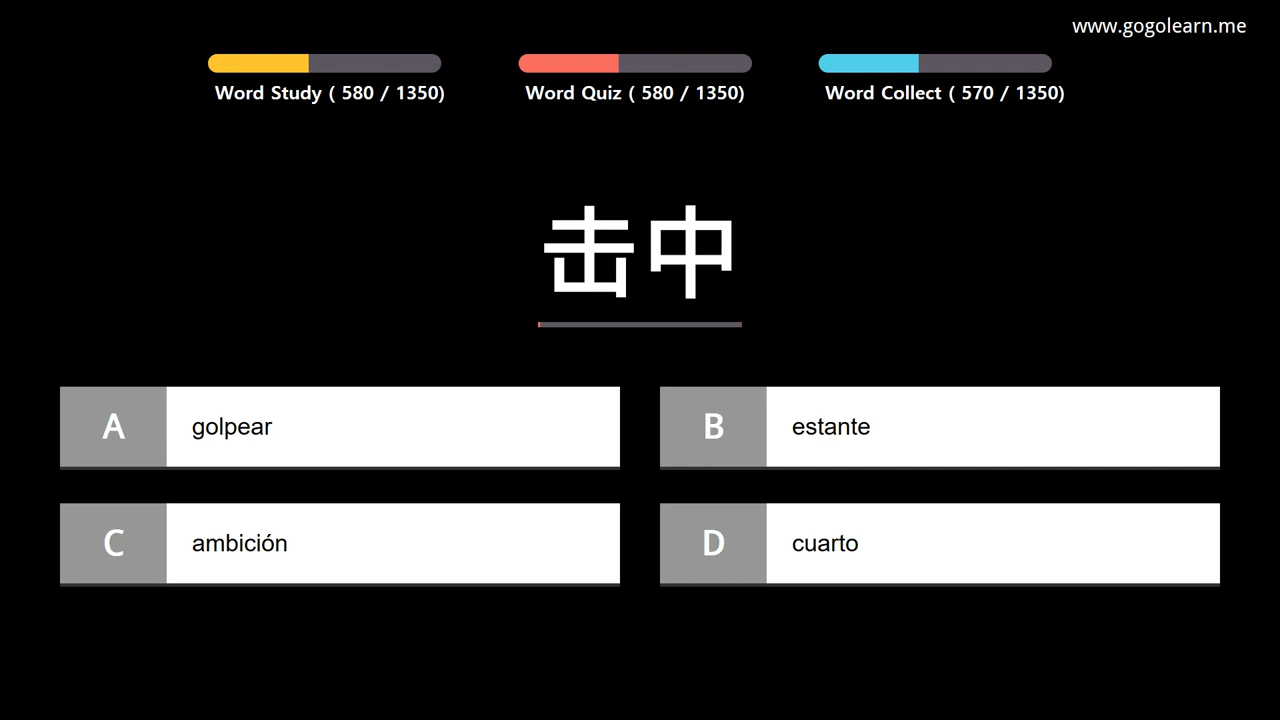 www.gogolearn.me
Word Study ( 580 / 1350)
Word Quiz ( 580 / 1350)
Word Collect ( 570 / 1350)
击中
A golpear
B estante
C ambición
D cuarto